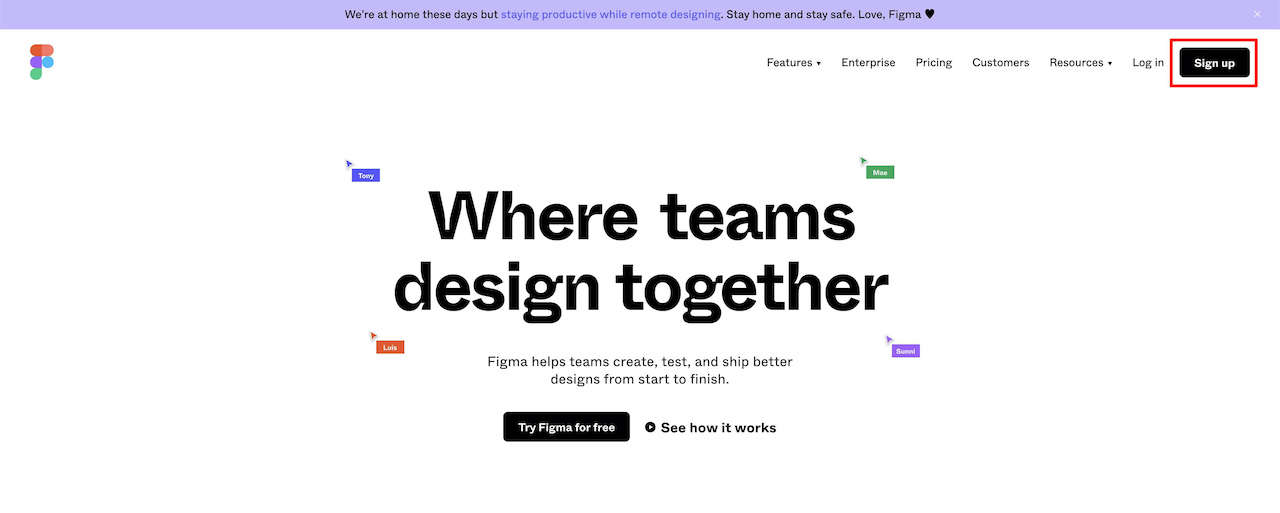 We're at home these days but staying productive while remote designing. Stay home and stay safe. Love, Figma ♥
Features ▾ Enterprise Pricing Customers Resources ▾ Log in Sign up
Tony
Mae
Where teams
design together
Luis
Sunni
Figma helps teams create, test, and ship better
designs from start to finish.
Try Figma for free See how it works